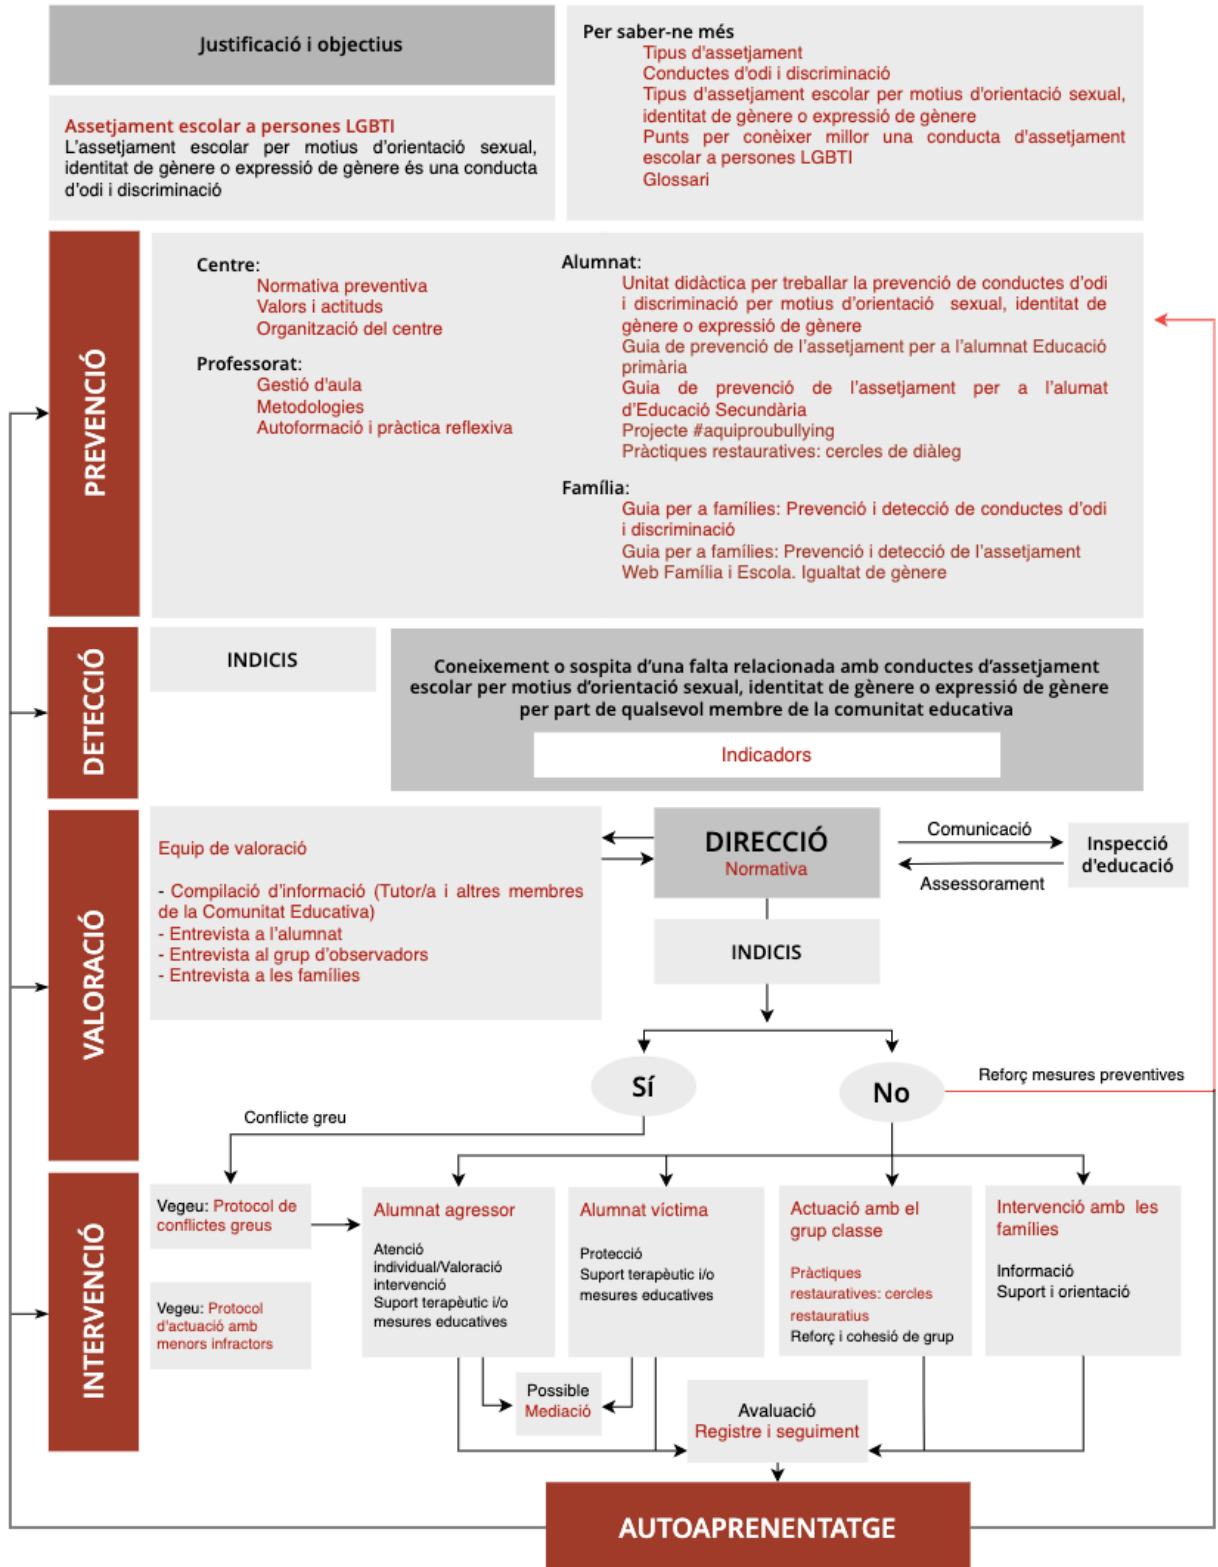 Justificació i objectius
Per saber-ne més
Tipus d'assetjament
Conductes d'odi i discriminació
Tipus d'assetjament escolar per motius d'orientació sexual,
identitat de gènere o expressió de gènere
Punts per conèixer millor una conducta d'assetjament
escolar a persones LGBTI
Glossari
Assetjament escolar a persones LGBTI
L'assetjament escolar per motius d'orientació sexual,
identitat de gènere o expressió de gènere és una conducta
d'odi i discriminació
PREVENCIÓ
Centre:
Normativa preventiva
Valors i actituds
Organització del centre
Professorat:
Gestió d'aula
Metodologies
Autoformació i pràctica reflexiva
Alumnat:
Unitat didàctica per treballar la prevenció de conductes d'odi
i discriminació per motius d'orientació sexual, identitat de
gènere o expressió de gènere
Guia de prevenció de l'assetjament per a l'alumnat Educació
primària
Guia de prevenció de l'assetjament per a l'alumat
d'Educació Secundària
Projecte #aquiproubullying
Pràctiques restauratives: cercles de diàleg
Família:
Guia per a famílies: Prevenció i detecció de conductes d'odi
i discriminació
Guia per a famílies: Prevenció i detecció de l'assetjament
Web Família i Escola. Igualtat de gènere
DETECCIÓ
INDICIS
Coneixement o sospita d'una falta relacionada amb conductes d'assetjament
escolar per motius d'orientació sexual, identitat de gènere o expressió de gènere
per part de qualsevol membre de la comunitat educativa
Indicadors
VALORACIÓ
Equip de valoració
- Compilació d'informació (Tutor/a i altres membres
de la Comunitat Educativa)
- Entrevista a l'alumnat
- Entrevista al grup d'observadors
- Entrevista a les famílies
DIRECCIÓ
Normativa
Comunicació
Assessorament
Inspecció
d'educació
INDICIS
Sí
No
Reforç mesures preventives
Conflicte greu
INTERVENCIÓ
Vegeu: Protocol de
conflictes greus
Vegeu: Protocol
d'actuació amb
menors infractors
Alumnat agressor
Atenció
individual/Valoració
intervenció
Suport terapèutic i/o
mesures educatives
Alumnat víctima
Protecció
Suport terapèutic i/o
mesures educatives
Actuació amb el
grup classe
Pràctiques
restauratives: cercles
restauratius
Reforç i cohesió de grup
Intervenció amb les
famílies
Informació
Suport i orientació
Possible
Mediació
Avaluació
Registre i seguiment
AUTOAPRENENTATGE